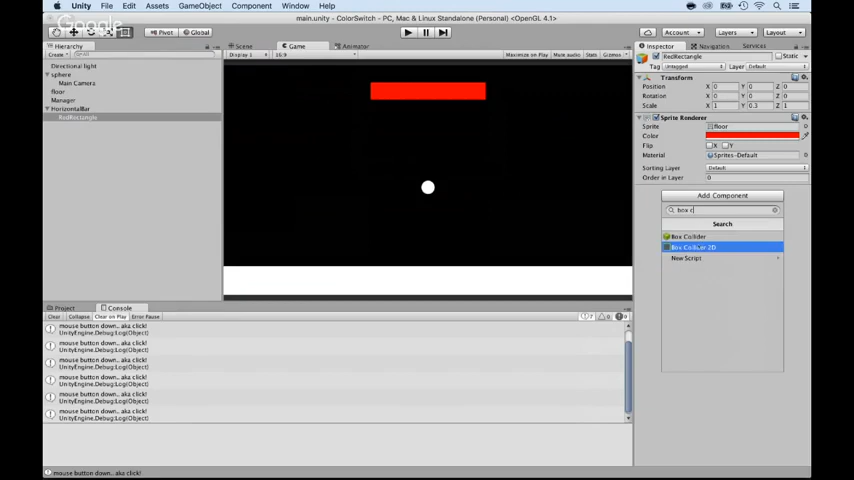 Unity File Edit Assets GameObject Component Window Help
Google
main.unity - ColorSwitch - PC, Mac & Linux Standalone (Personal) (OpenGL 4.1)
Pivot Global
Account Layers Layout
Hierarchy
Create
Directional light
sphere
Main Camera
floor
Manager
HorizontalBar
RedRectangle
Scene Game Animator
Display 1 16:9 Maximize on Play Mute audio Stats Gizmos
Inspector Navigation Services
RedRectangle Static
Tag Untagged Layer Default
Transform
Position X 0 Y 0 Z 0
Rotation X 0 Y 0 Z 0
Scale X 1 Y 0.3 Z 1
Sprite Renderer
Sprite floor
Color
Flip X Y
Material Sprites-Default
Sorting Layer Default
Order in Layer 0
Add Component
box c
Search
Box Collider
Box Collider 2D
New Script
Project Console
Clear Collapse Clear on Play Error Pause 7 0 0
mouse button down.. aka click!
UnityEngine.Debug:Log(Object)
mouse button down.. aka click!
UnityEngine.Debug:Log(Object)
mouse button down.. aka click!
UnityEngine.Debug:Log(Object)
mouse button down.. aka click!
UnityEngine.Debug:Log(Object)
mouse button down.. aka click!
UnityEngine.Debug:Log(Object)
mouse button down.. aka click!
UnityEngine.Debug:Log(Object)
mouse button down.. aka click!